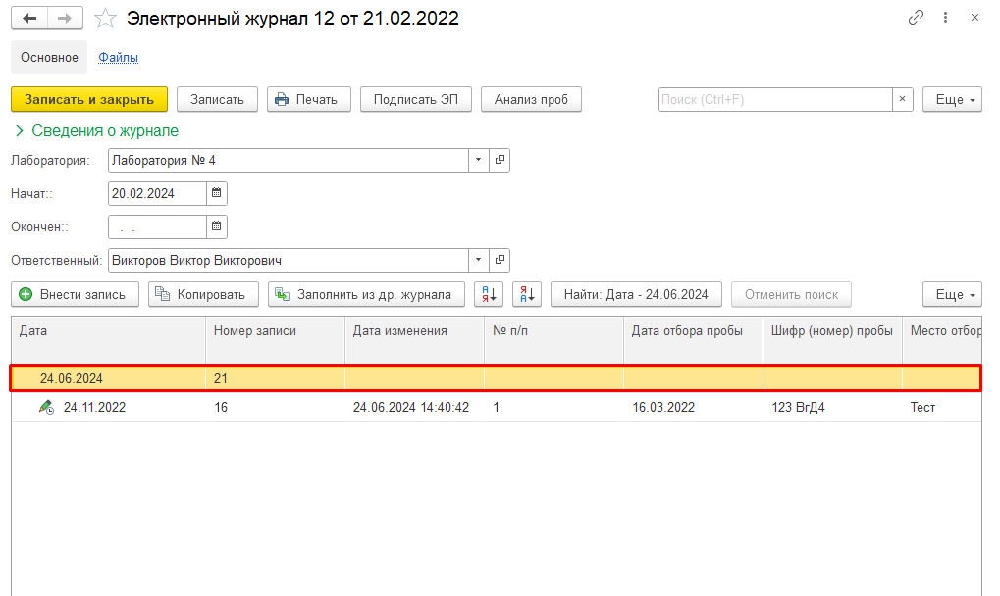 Электронный журнал 12 от 21.02.2022
Основное Файлы
Записать и закрыть Записать Печать Подписать ЭП Анализ проб Поиск (Ctrl+F) × Еще
Сведения о журнале
Лаборатория: Лаборатория № 4
Начат:: 20.02.2024
Окончен:: . .
Ответственный: Викторов Виктор Викторович
Внести запись Копировать Заполнить из др. журнала Найти: Дата - 24.06.2024 Отменить поиск Еще
Дата Номер записи Дата изменения № п/п Дата отбора пробы Шифр (номер) пробы Место отбор
24.06.2024 21
24.11.2022 16 24.06.2024 14:40:42 1 16.03.2022 123 ВгД4 Тест